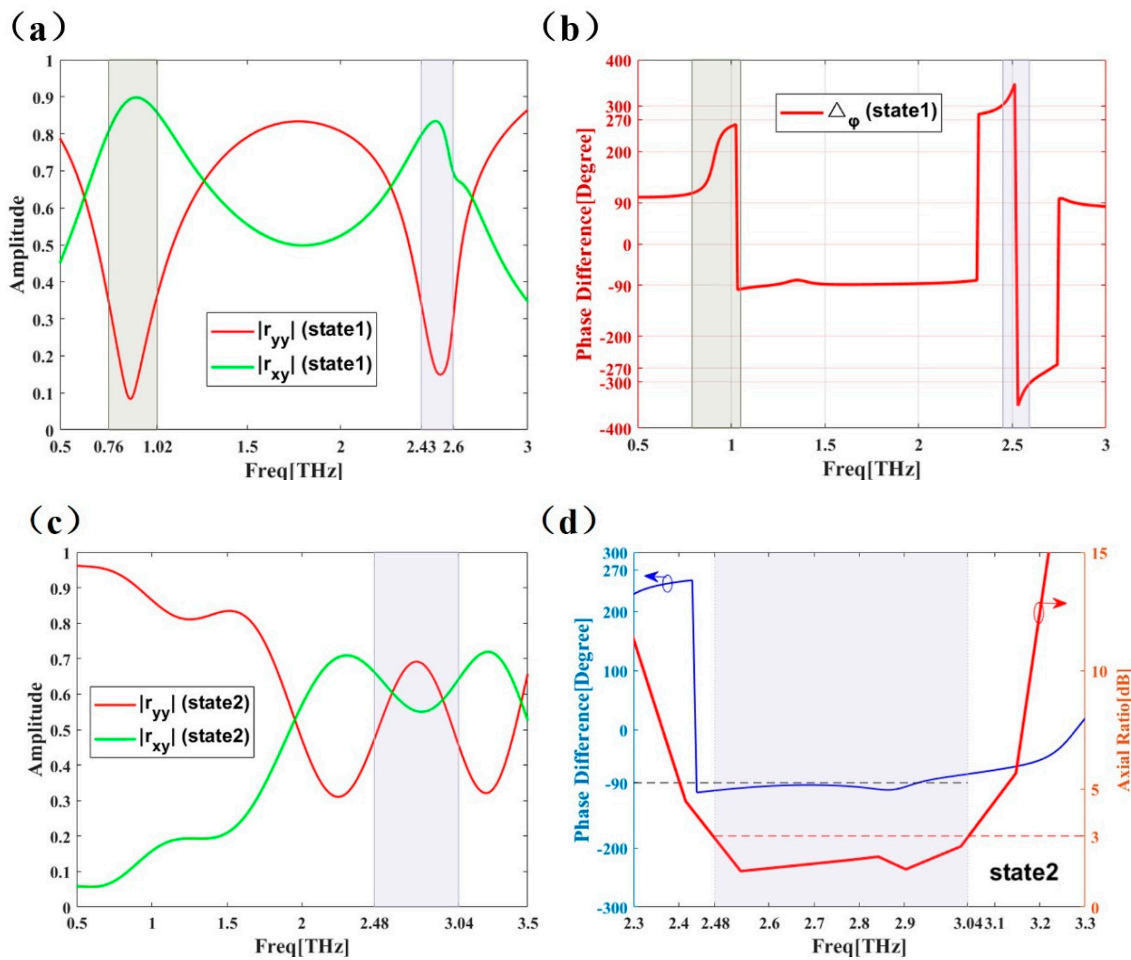 (a)
Amplitude
1
0.9
0.8
0.7
0.6
0.5
0.4
0.3
0.2
0.1
0
|r_yy| (state1)
|r_xy| (state1)
0.5 0.76 1.02 1.5 2 2.43 2.6 3
Freq[THz]
(b)
Phase Difference[Degree]
400
300
270
200
90
0
-90
-200
-270
-300
-400
△_φ (state1)
0.5 1 1.5 2 2.5 3
Freq[THz]
(c)
Amplitude
1
0.9
0.8
0.7
0.6
0.5
0.4
0.3
0.2
0.1
0
|r_yy| (state2)
|r_xy| (state2)
0.5 1 1.5 2 2.48 3.04 3.5
Freq[THz]
(d)
Phase Difference[Degree]
300
270
200
100
0
-90
-200
-300
15
10
5
3
0
Axial Ratio[dB]
state2
2.3 2.4 2.48 2.6 2.7 2.8 2.9 3.04 3.1 3.2 3.3
Freq[THz]